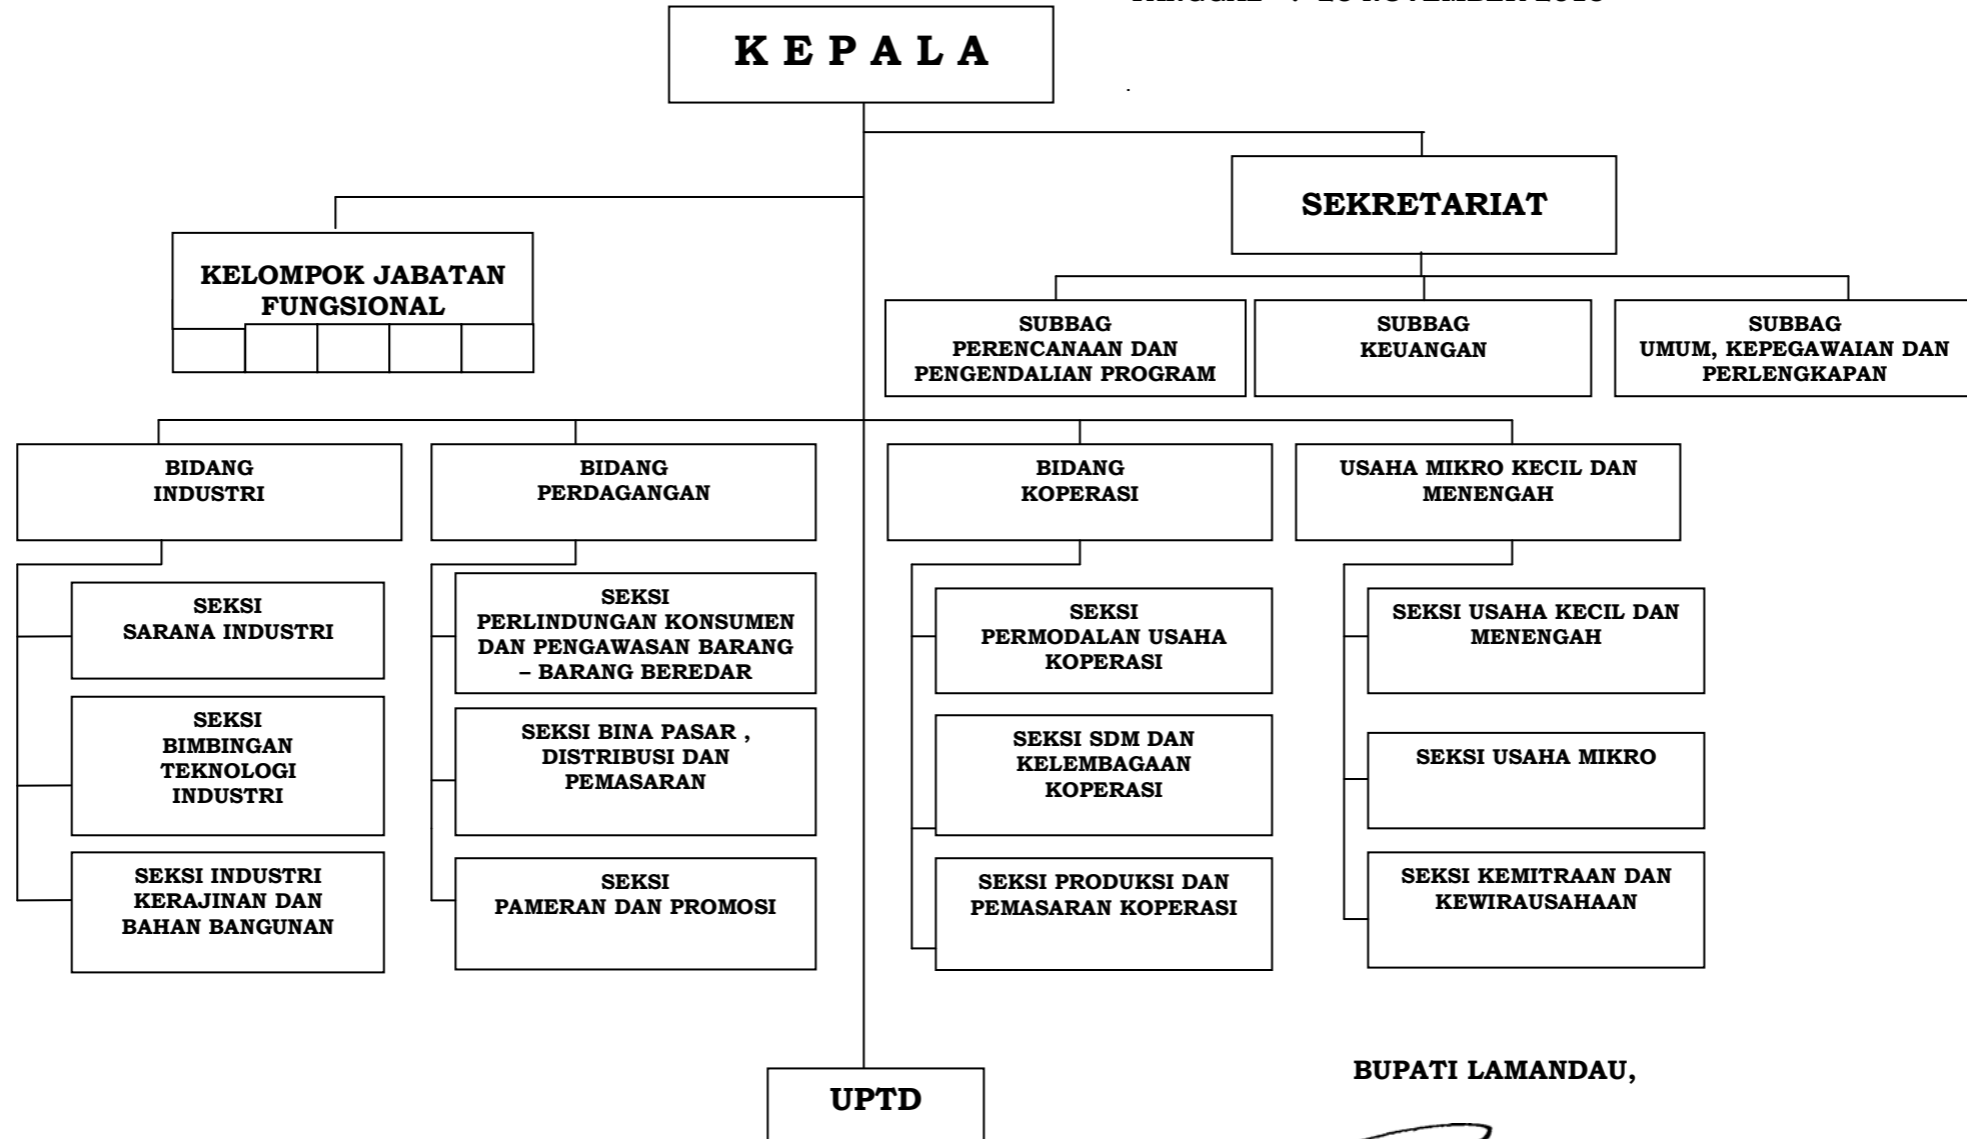 K E P A L A
SEKRETARIAT
KELOMPOK JABATAN
FUNGSIONAL
SUBBAG
PERENCANAAN DAN
PENGENDALIAN PROGRAM
SUBBAG
KEUANGAN
SUBBAG
UMUM, KEPEGAWAIAN DAN
PERLENGKAPAN
BIDANG
INDUSTRI
BIDANG
PERDAGANGAN
BIDANG
KOPERASI
USAHA MIKRO KECIL DAN
MENENGAH
SEKSI
SARANA INDUSTRI
SEKSI
BIMBINGAN
TEKNOLOGI
INDUSTRI
SEKSI INDUSTRI
KERAJINAN DAN
BAHAN BANGUNAN
SEKSI
PERLINDUNGAN KONSUMEN
DAN PENGAWASAN BARANG
– BARANG BEREDAR
SEKSI BINA PASAR ,
DISTRIBUSI DAN
PEMASARAN
SEKSI
PAMERAN DAN PROMOSI
SEKSI
PERMODALAN USAHA
KOPERASI
SEKSI SDM DAN
KELEMBAGAAN
KOPERASI
SEKSI PRODUKSI DAN
PEMASARAN KOPERASI
SEKSI USAHA KECIL DAN
MENENGAH
SEKSI USAHA MIKRO
SEKSI KEMITRAAN DAN
KEWIRAUSAHAAN
UPTD
BUPATI LAMANDAU,